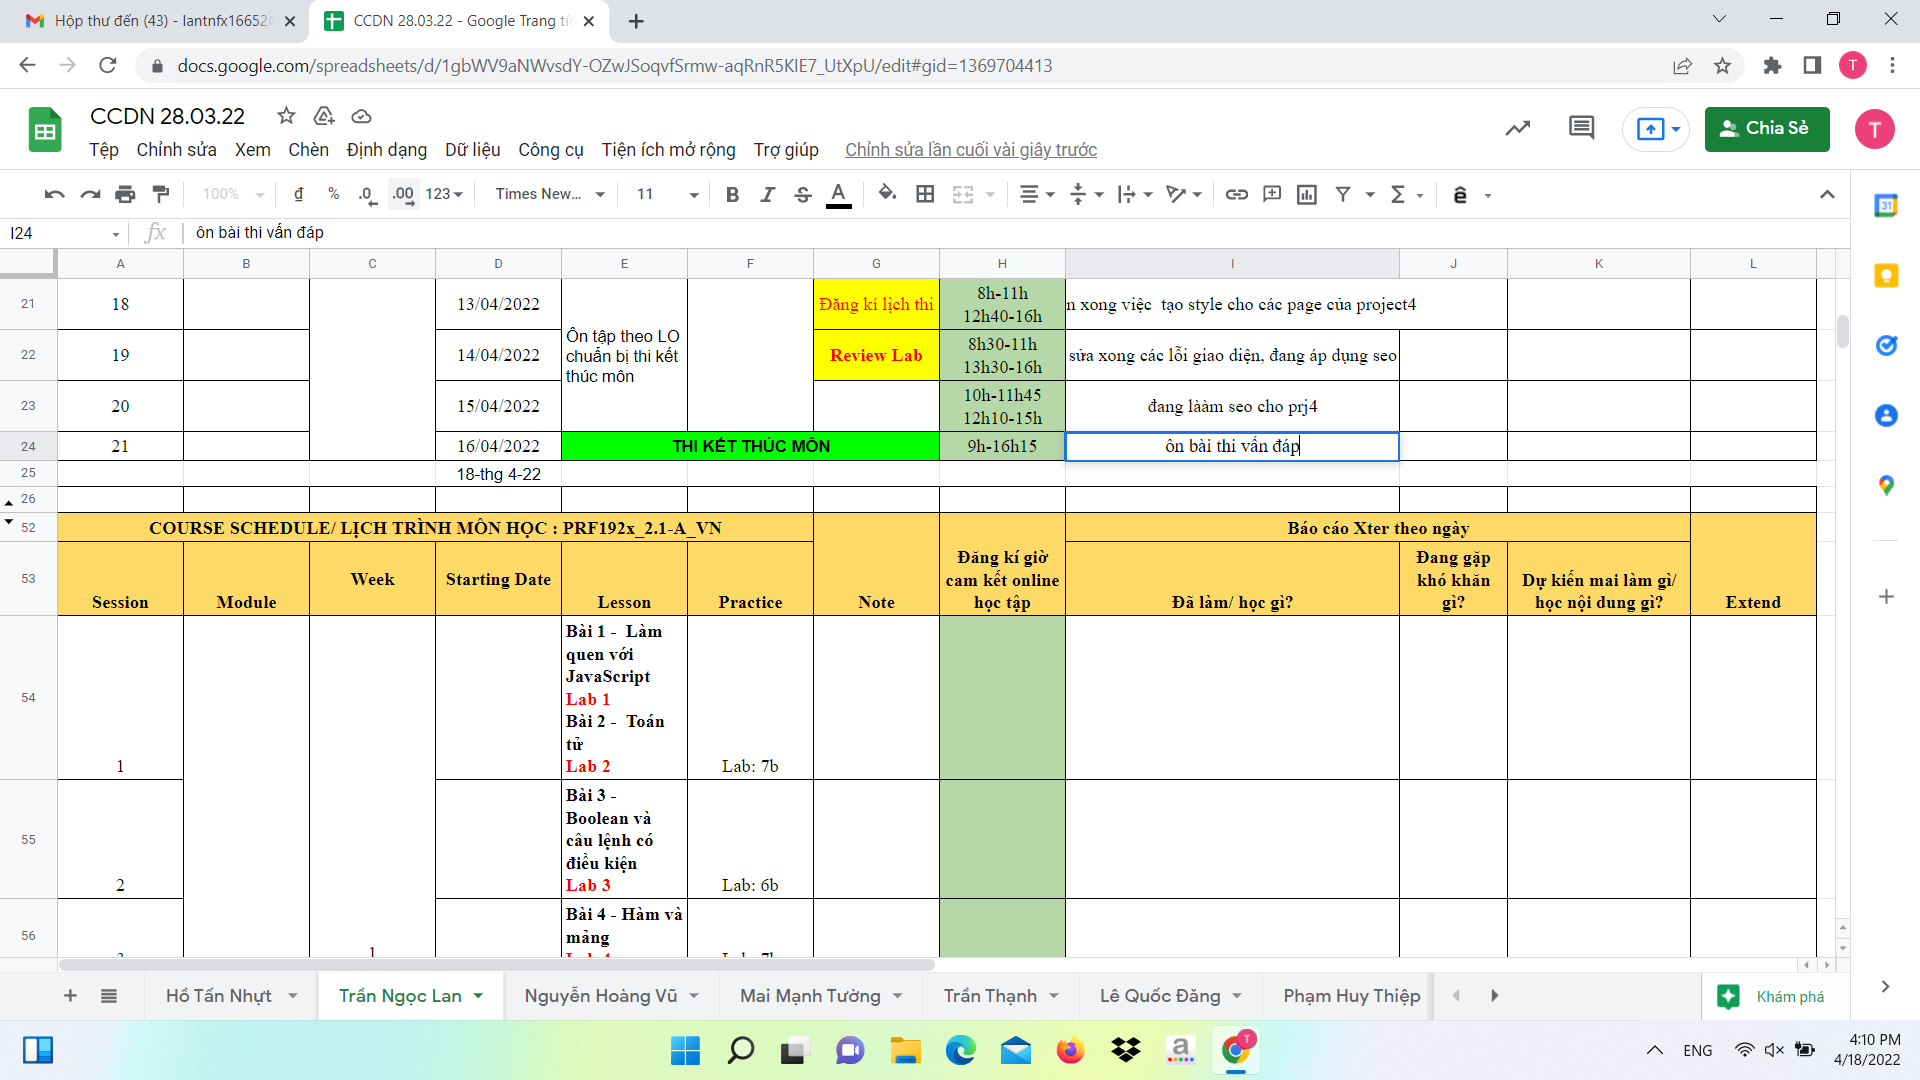 Hộp thư đến (43) - lantnfx16652
CCDN 28.03.22 - Google Trang tí
docs.google.com/spreadsheets/d/1gbWV9aNWvsdY-OZwJSoqvfSrmw-aqRnR5KIE7_UtXpU/edit#gid=1369704413
T
CCDN 28.03.22
Tệp Chỉnh sửa Xem Chèn Định dạng Dữ liệu Công cụ Tiện ích mở rộng Trợ giúp Chỉnh sửa lần cuối vài giây trước
Chia Sẻ
T
100% đ % .0 .00 123 Times New... 11 B I S A Σ ê
I24 fx ôn bài thi vấn đáp
A B C D E F G H I J K L
21 18 13/04/2022 Đăng kí lịch thi 8h-11h
12h40-16h n xong việc tạo style cho các page của project4
Ôn tập theo LO
chuẩn bị thi kết
thúc môn
22 19 14/04/2022 Review Lab 8h30-11h
13h30-16h sửa xong các lỗi giao diện, đang áp dụng seo
23 20 15/04/2022 10h-11h45
12h10-15h đang lààm seo cho prj4
24 21 16/04/2022 THI KẾT THÚC MÔN 9h-16h15 ôn bài thi vấn đáp
25 18-thg 4-22
26
52 COURSE SCHEDULE/ LỊCH TRÌNH MÔN HỌC : PRF192x_2.1-A_VN Báo cáo Xter theo ngày
53 Session Module Week Starting Date Lesson Practice Note
Đăng kí giờ
cam kết online
học tập
Đã làm/ học gì?
Đang gặp
khó khăn
gì?
Dự kiến mai làm gì/
học nội dung gì?
Extend
54 1
Bài 1 - Làm
quen với
JavaScript
Lab 1
Bài 2 - Toán
tử
Lab 2
Lab: 7b
55 2
Bài 3 -
Boolean và
câu lệnh có
điều kiện
Lab 3
Lab: 6b
56 1
Bài 4 - Hàm và
mảng
Hồ Tấn Nhựt Trần Ngọc Lan Nguyễn Hoàng Vũ Mai Mạnh Tường Trần Thạnh Lê Quốc Đăng Phạm Huy Thiệp Khám phá
ENG
4:10 PM
4/18/2022